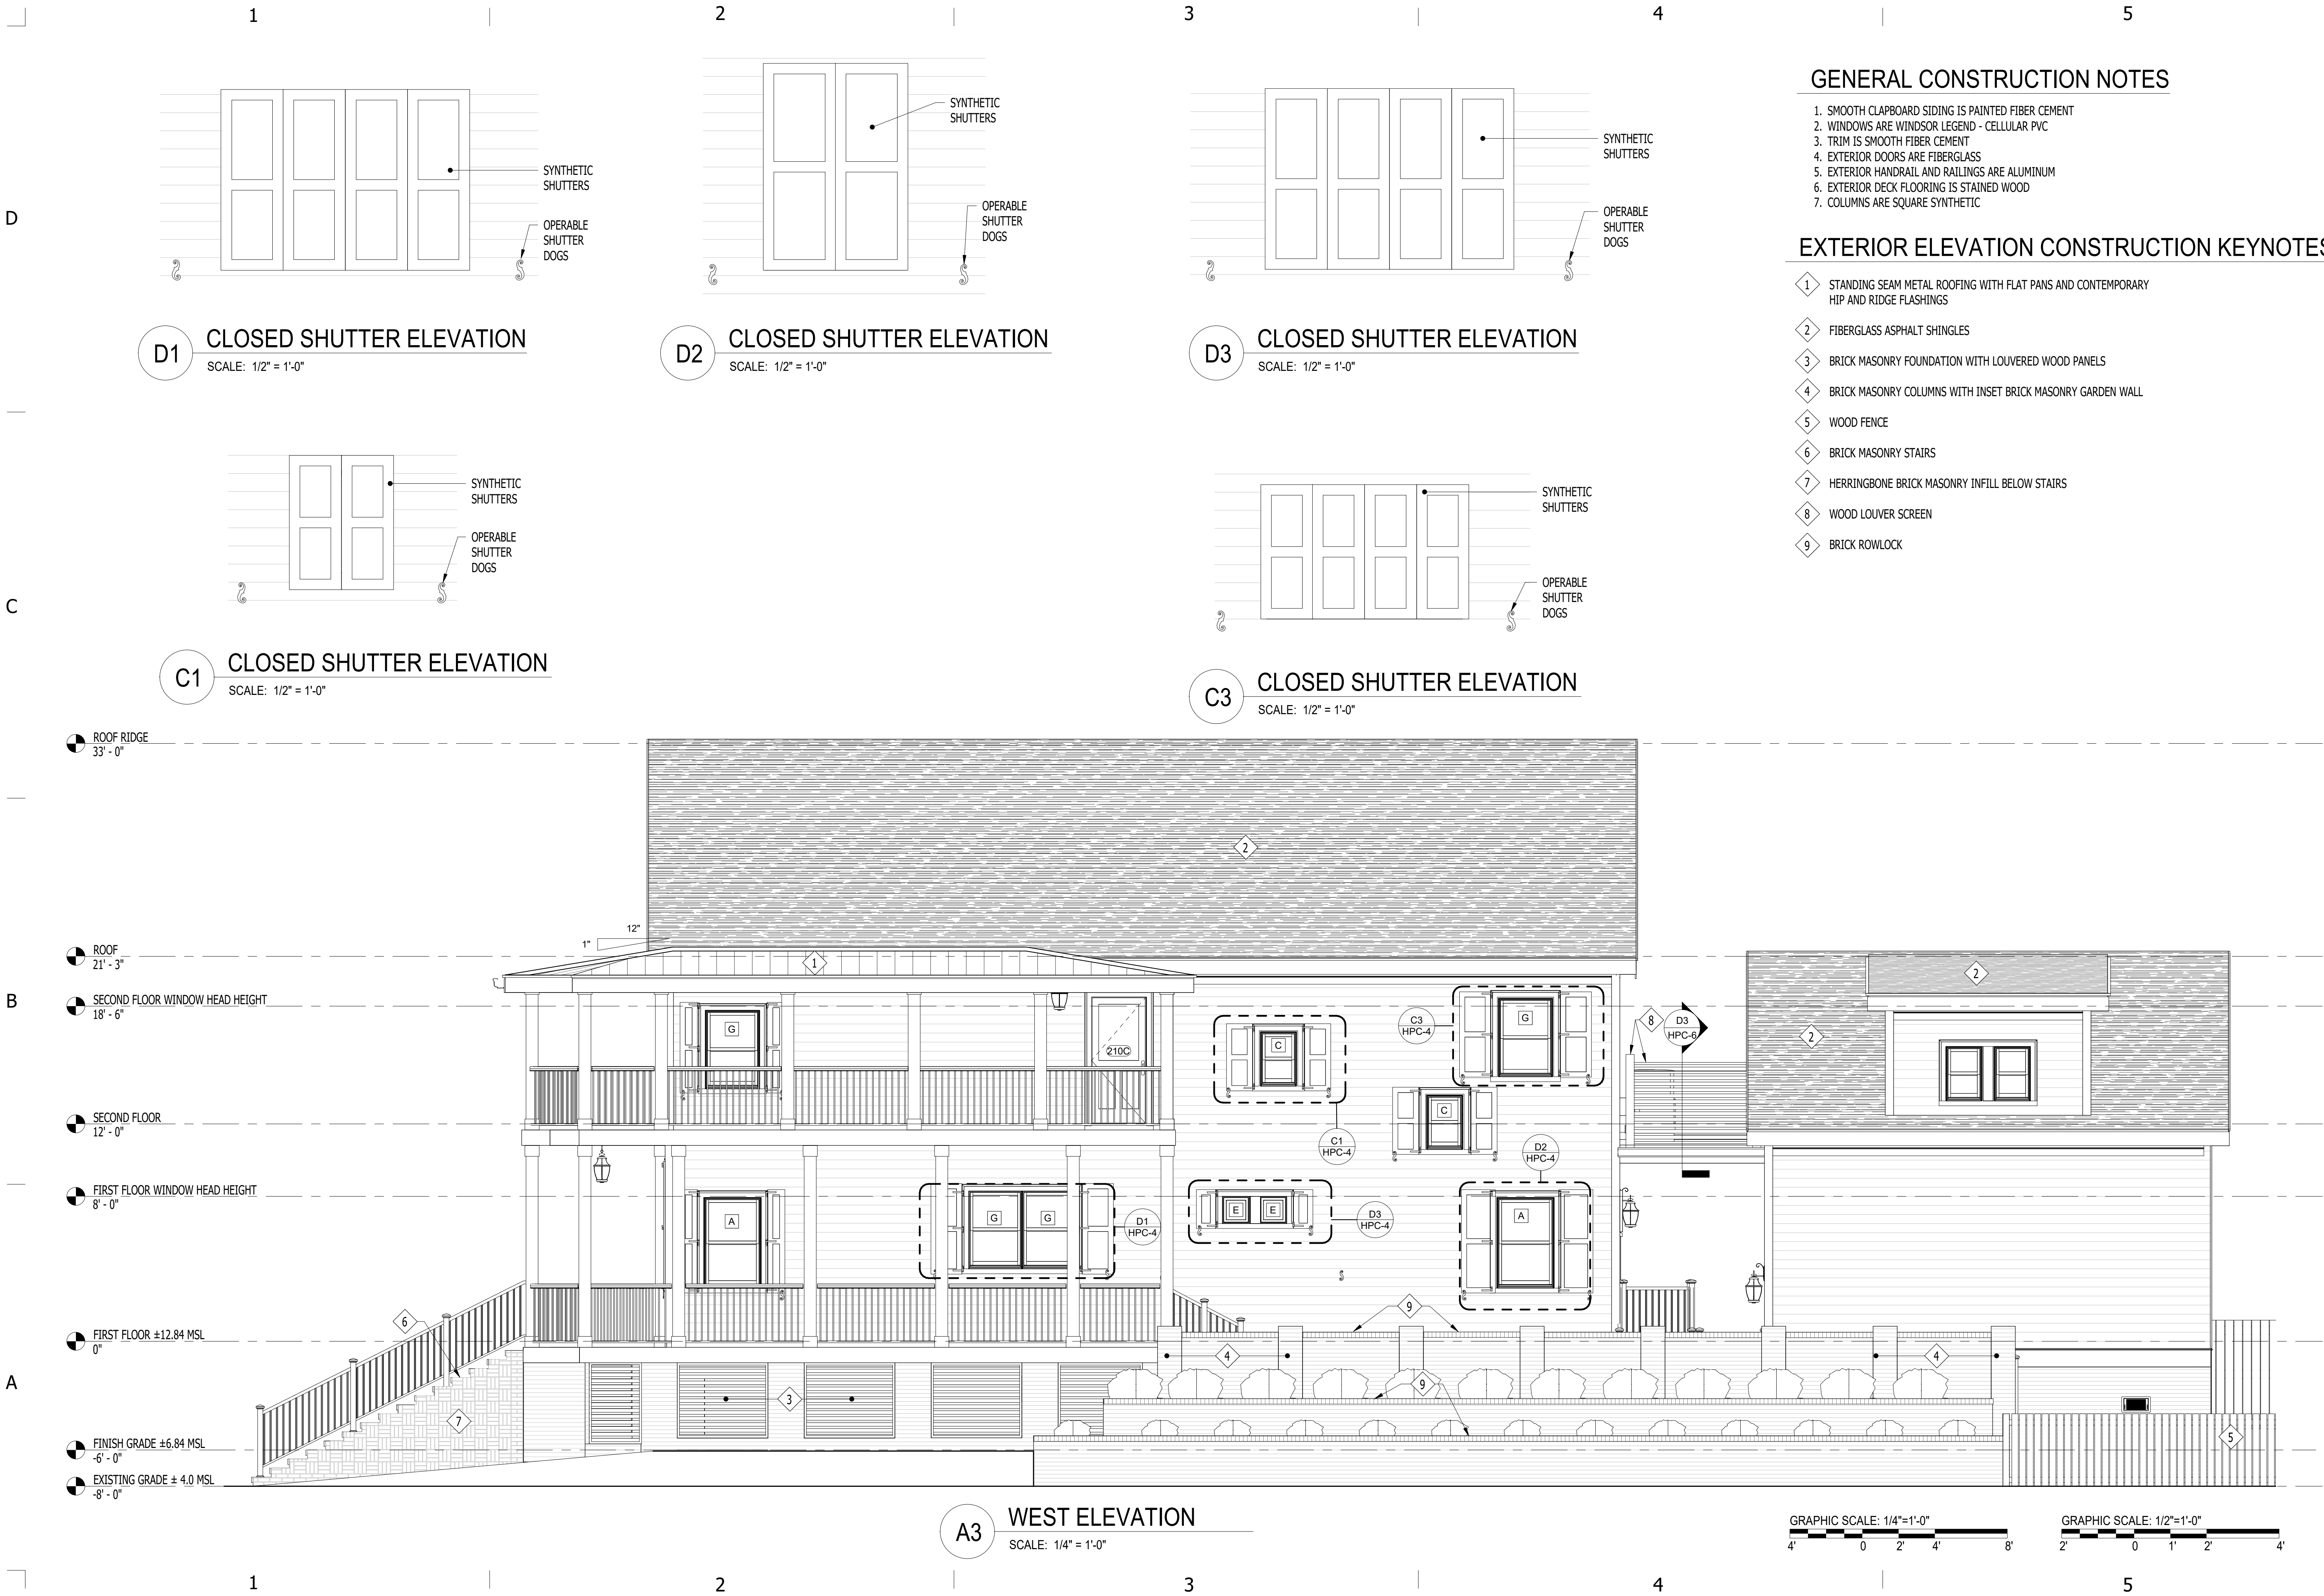 1 2 3 4 5
D
C
B
A
SYNTHETIC
SHUTTERS
OPERABLE
SHUTTER
DOGS
D1 CLOSED SHUTTER ELEVATION
SCALE: 1/2" = 1'-0"
SYNTHETIC
SHUTTERS
OPERABLE
SHUTTER
DOGS
D2 CLOSED SHUTTER ELEVATION
SCALE: 1/2" = 1'-0"
SYNTHETIC
SHUTTERS
OPERABLE
SHUTTER
DOGS
D3 CLOSED SHUTTER ELEVATION
SCALE: 1/2" = 1'-0"
GENERAL CONSTRUCTION NOTES
1. SMOOTH CLAPBOARD SIDING IS PAINTED FIBER CEMENT
2. WINDOWS ARE WINDSOR LEGEND - CELLULAR PVC
3. TRIM IS SMOOTH FIBER CEMENT
4. EXTERIOR DOORS ARE FIBERGLASS
5. EXTERIOR HANDRAIL AND RAILINGS ARE ALUMINUM
6. EXTERIOR DECK FLOORING IS STAINED WOOD
7. COLUMNS ARE SQUARE SYNTHETIC
EXTERIOR ELEVATION CONSTRUCTION KEYNOTES
1 STANDING SEAM METAL ROOFING WITH FLAT PANS AND CONTEMPORARY
HIP AND RIDGE FLASHINGS
2 FIBERGLASS ASPHALT SHINGLES
3 BRICK MASONRY FOUNDATION WITH LOUVERED WOOD PANELS
4 BRICK MASONRY COLUMNS WITH INSET BRICK MASONRY GARDEN WALL
5 WOOD FENCE
6 BRICK MASONRY STAIRS
7 HERRINGBONE BRICK MASONRY INFILL BELOW STAIRS
8 WOOD LOUVER SCREEN
9 BRICK ROWLOCK
SYNTHETIC
SHUTTERS
OPERABLE
SHUTTER
DOGS
C1 CLOSED SHUTTER ELEVATION
SCALE: 1/2" = 1'-0"
SYNTHETIC
SHUTTERS
OPERABLE
SHUTTER
DOGS
C3 CLOSED SHUTTER ELEVATION
SCALE: 1/2" = 1'-0"
ROOF RIDGE
33' - 0"
2
12"
1"
ROOF
21' - 3"
1
2
SECOND FLOOR WINDOW HEAD HEIGHT
18' - 6"
G
210C
C
C3
HPC-4
G
8
D3
HPC-6
2
C
SECOND FLOOR
12' - 0"
C1
HPC-4
D2
HPC-4
FIRST FLOOR WINDOW HEAD HEIGHT
8' - 0"
A
G G
D1
HPC-4
E E
D3
HPC-4
A
6
9
FIRST FLOOR ±12.84 MSL
0"
4
4
3
9
7
5
FINISH GRADE ±6.84 MSL
-6' - 0"
EXISTING GRADE ± 4.0 MSL
-8' - 0"
A3 WEST ELEVATION
SCALE: 1/4" = 1'-0"
GRAPHIC SCALE: 1/4"=1'-0"
4' 0 2' 4' 8'
GRAPHIC SCALE: 1/2"=1'-0"
2' 0 1' 2' 4'
1 2 3 4 5